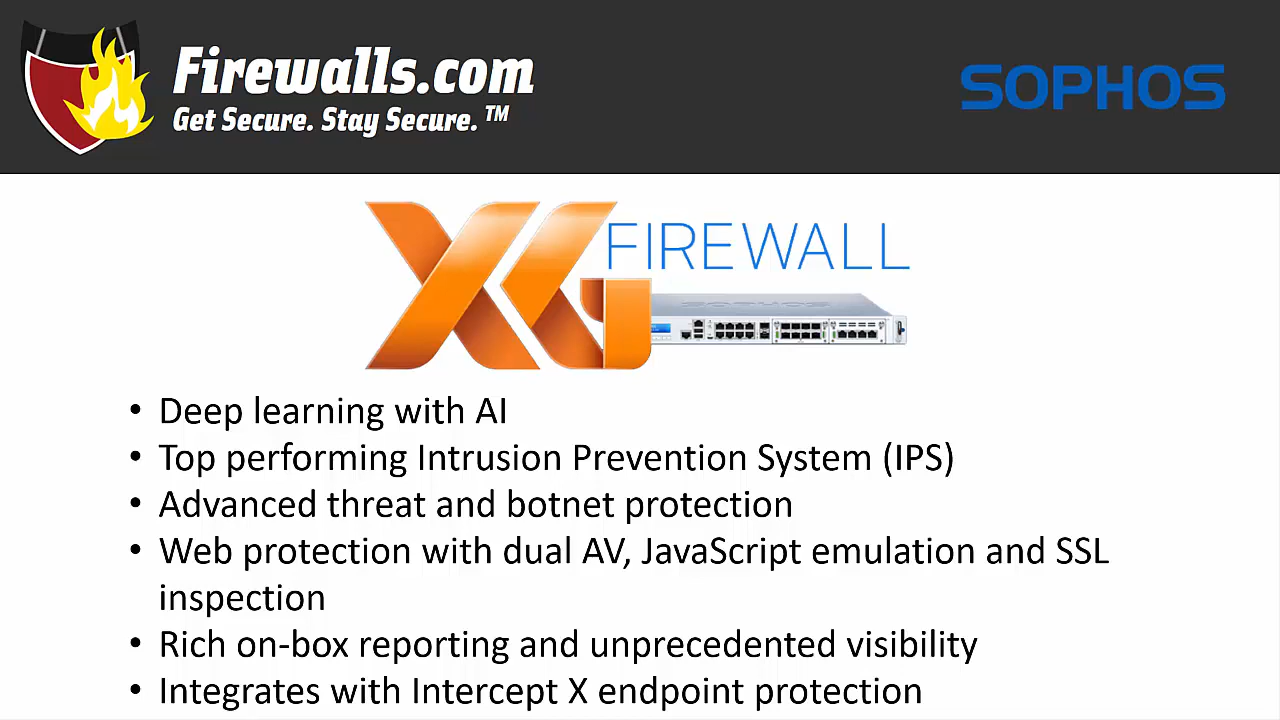 Firewalls.com
Get Secure. Stay Secure. ™
SOPHOS
XG FIREWALL
SOPHOS
• Deep learning with AI
• Top performing Intrusion Prevention System (IPS)
• Advanced threat and botnet protection
• Web protection with dual AV, JavaScript emulation and SSL
inspection
• Rich on-box reporting and unprecedented visibility
• Integrates with Intercept X endpoint protection